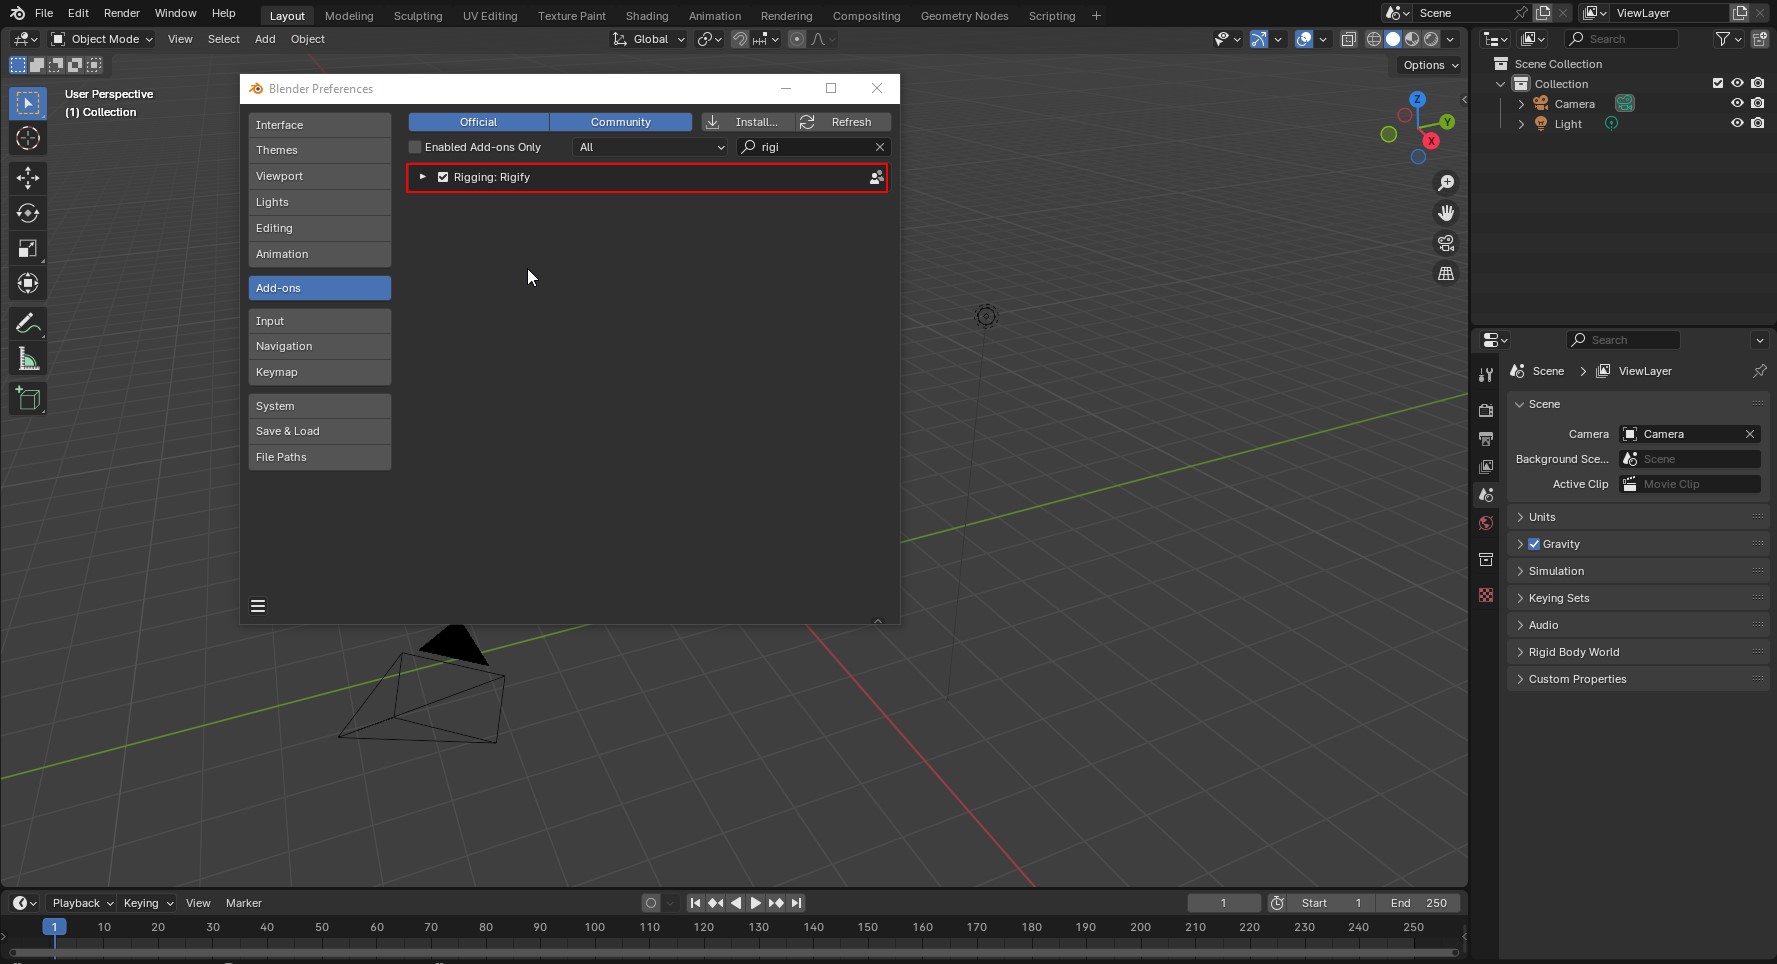 File Edit Render Window Help Layout Modeling Sculpting UV Editing Texture Paint Shading Animation Rendering Compositing Geometry Nodes Scripting + Scene ViewLayer
Object Mode View Select Add Object Global Search
Options
User Perspective
(1) Collection
Blender Preferences
Interface
Themes
Viewport
Lights
Editing
Animation
Add-ons
Input
Navigation
Keymap
System
Save & Load
File Paths
Official Community Install... Refresh
Enabled Add-ons Only All rigi
Rigging: Rigify
Z
Y
X
Scene Collection
Collection
Camera
Light
Search
Scene ViewLayer
Scene
Camera Camera
Background Sce... Scene
Active Clip Movie Clip
Units
Gravity
Simulation
Keying Sets
Audio
Rigid Body World
Custom Properties
Playback Keying View Marker 1 Start 1 End 250
1 10 20 30 40 50 60 70 80 90 100 110 120 130 140 150 160 170 180 190 200 210 220 230 240 250